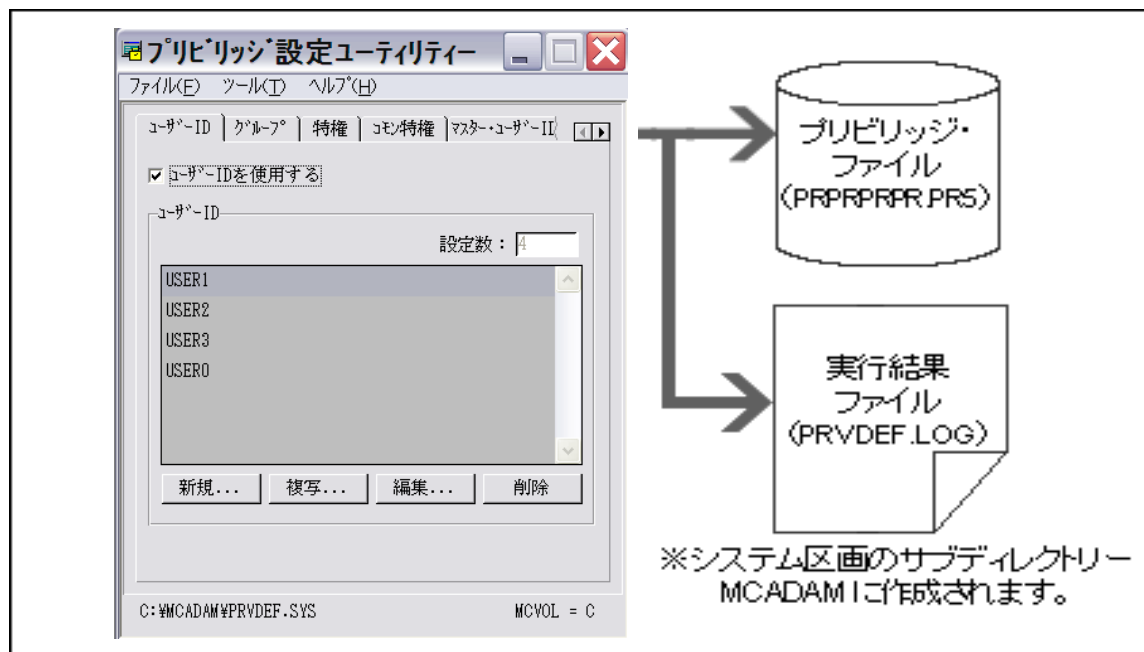 プリビリッジ設定ユーティリティー
ファイル(F) ツール(T) ヘルプ(H)
ユーザーID グループ 特権 コモン特権 マスター・ユーザーII
ユーザーIDを使用する
ユーザーID
設定数： 4
USER1
USER2
USER3
USER0
新規... 複写... 編集... 削除
C:¥MCADAM¥PRVDEF.SYS MCVOL = C
プリビリッジ・
ファイル
(PRPRPRPR.PRS)
実行結果
ファイル
(PRVDEF.LOG)
※システム区画のサブディレクトリー
MCADAMに作成されます。